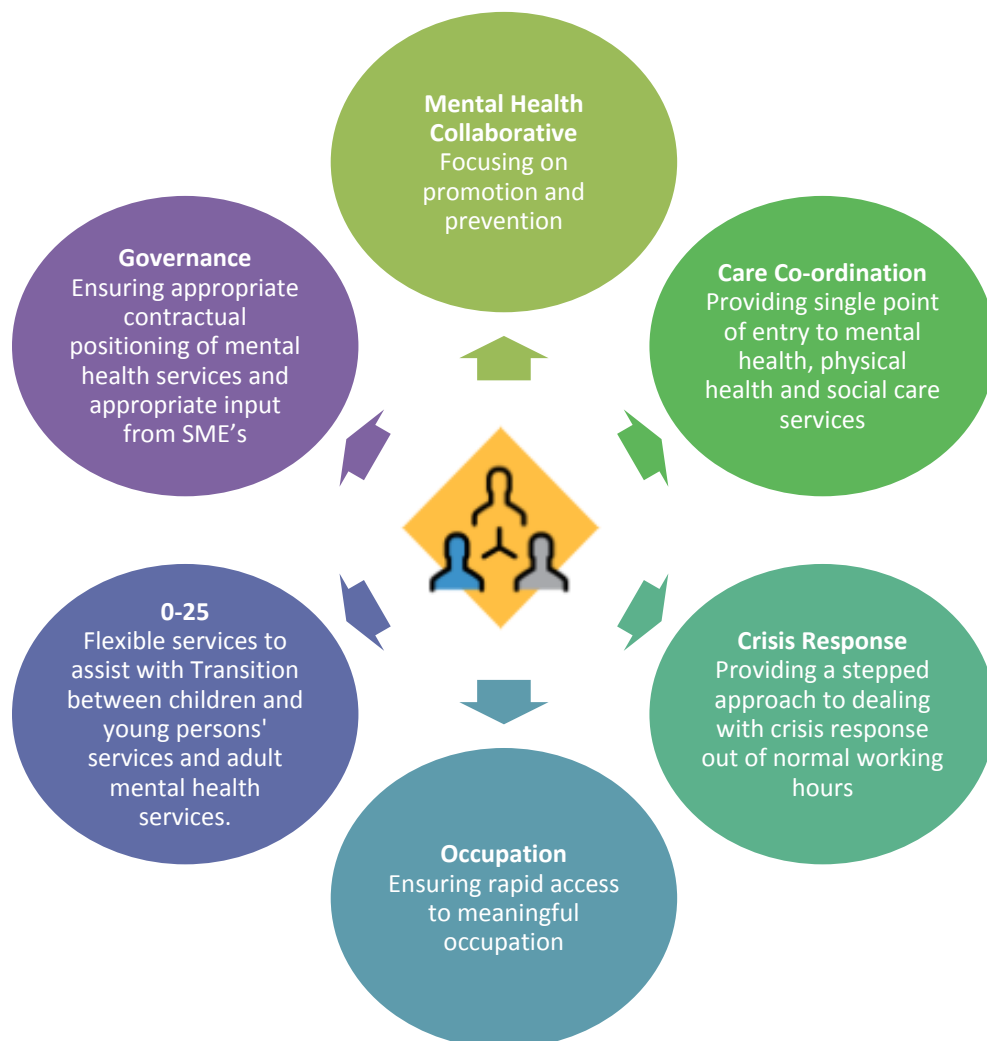 Mental Health
Collaborative
Focusing on
promotion and
prevention
Care Co-ordination
Providing single point
of entry to mental
health, physical
health and social care
services
Crisis Response
Providing a stepped
approach to dealing
with crisis response
out of normal working
hours
Occupation
Ensuring rapid access
to meaningful
occupation
0-25
Flexible services to
assist with Transition
between children and
young persons'
services and adult
mental health
services.
Governance
Ensuring appropriate
contractual
positioning of mental
health services and
appropriate input
from SME's